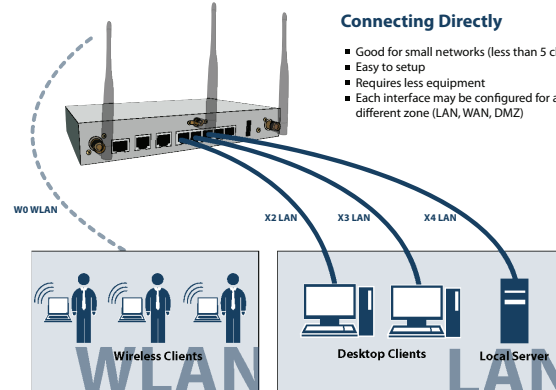 Connecting Directly
Good for small networks (less than 5 c
Easy to setup
Requires less equipment
Each interface may be configured for a
different zone (LAN, WAN, DMZ)
W0 WLAN
X2 LAN
X3 LAN
X4 LAN
Wireless Clients
WLAN
Desktop Clients
Local Server
LAN